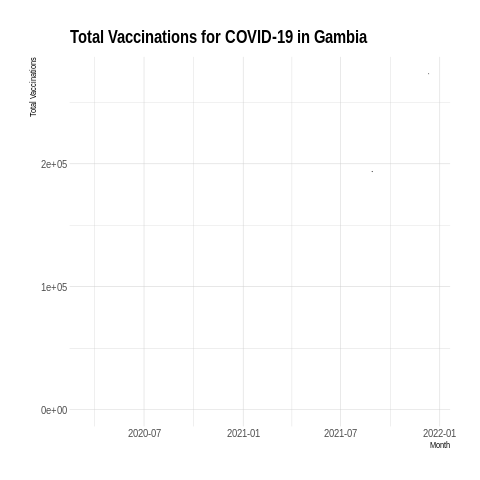 Total Vaccinations for COVID-19 in Gambia
Total Vaccinations
2e+05
1e+05
0e+00
2020-07 2021-01 2021-07 2022-01
Month